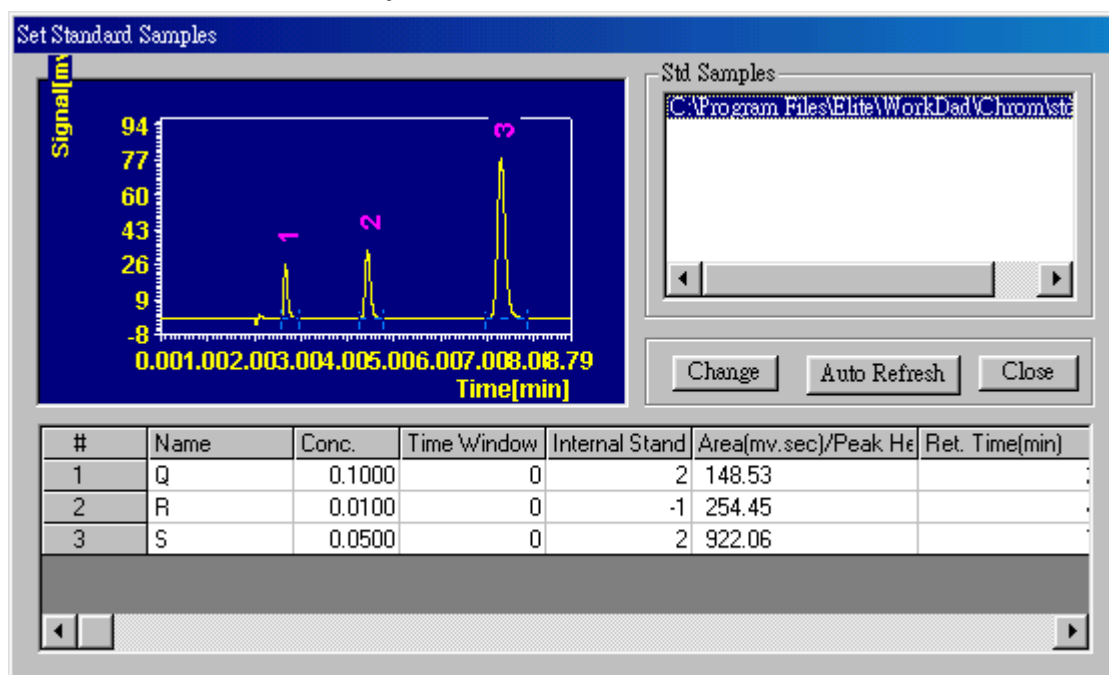 Set Standard Samples
Signal[mv
94
77
60
43
26
9
-8
1
2
3
0.001.002.003.004.005.006.007.008.008.79
Time[min]
Std Samples
C:\Program Files\Elite\WorkDad\Chrom\std
Change
Auto Refresh
Close
# Name Conc. Time Window Internal Stand Area(mv.sec)/Peak He Ret. Time(min)
1 Q 0.1000 0 2 148.53
2 R 0.0100 0 -1 254.45
3 S 0.0500 0 2 922.06